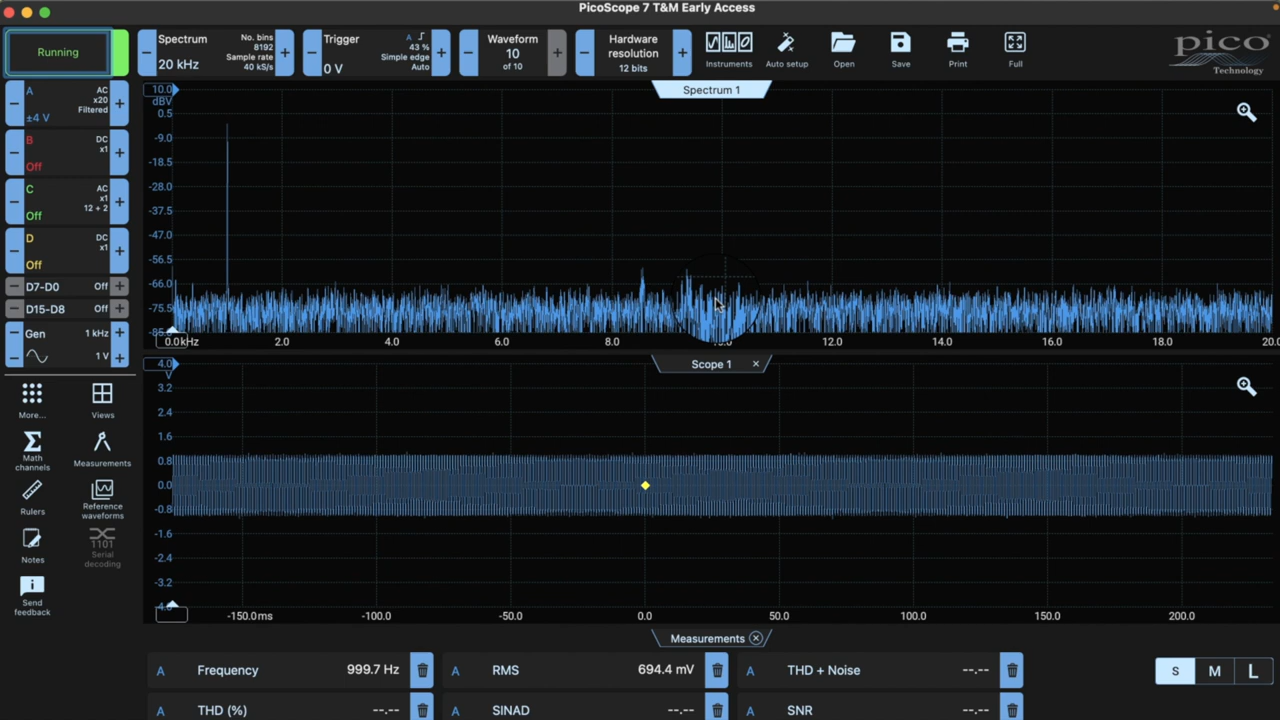 PicoScope 7 T&M Early Access
Running
Spectrum
20 kHz
No. bins
8192
Sample rate
40 kS/s
Trigger
0 V
A
43 %
Simple edge
Auto
Waveform
10
of 10
Hardware
resolution
12 bits
Instruments
Auto setup
Open
Save
Print
Full
pico
Technology
A
AC
x20
Filtered
±4 V
B
DC
x1
Off
C
AC
x1
12 + 2
Off
D
DC
x1
Off
D7-D0 Off
D15-D8 Off
Gen 1 kHz
1 V
More...
Views
Math
channels
Measurements
Rulers
Reference
waveforms
Notes
1101
Serial
decoding
Send
feedback
Spectrum 1
10.0
dBV
0.5
-9.0
-18.5
-28.0
-37.5
-47.0
-56.5
-66.0
-75.5
0.0kHz 2.0 4.0 6.0 8.0 12.0 14.0 16.0 18.0 20.0
Scope 1 ×
4.0
V
3.2
2.4
1.6
0.8
0.0
-0.8
-1.6
-2.4
-3.2
-150.0ms -100.0 -50.0 0.0 50.0 100.0 150.0 200.0
Measurements
A Frequency 999.7 Hz
A RMS 694.4 mV
A THD + Noise --.--
S M L
A THD (%) --.--
A SINAD --.--
A SNR --.--